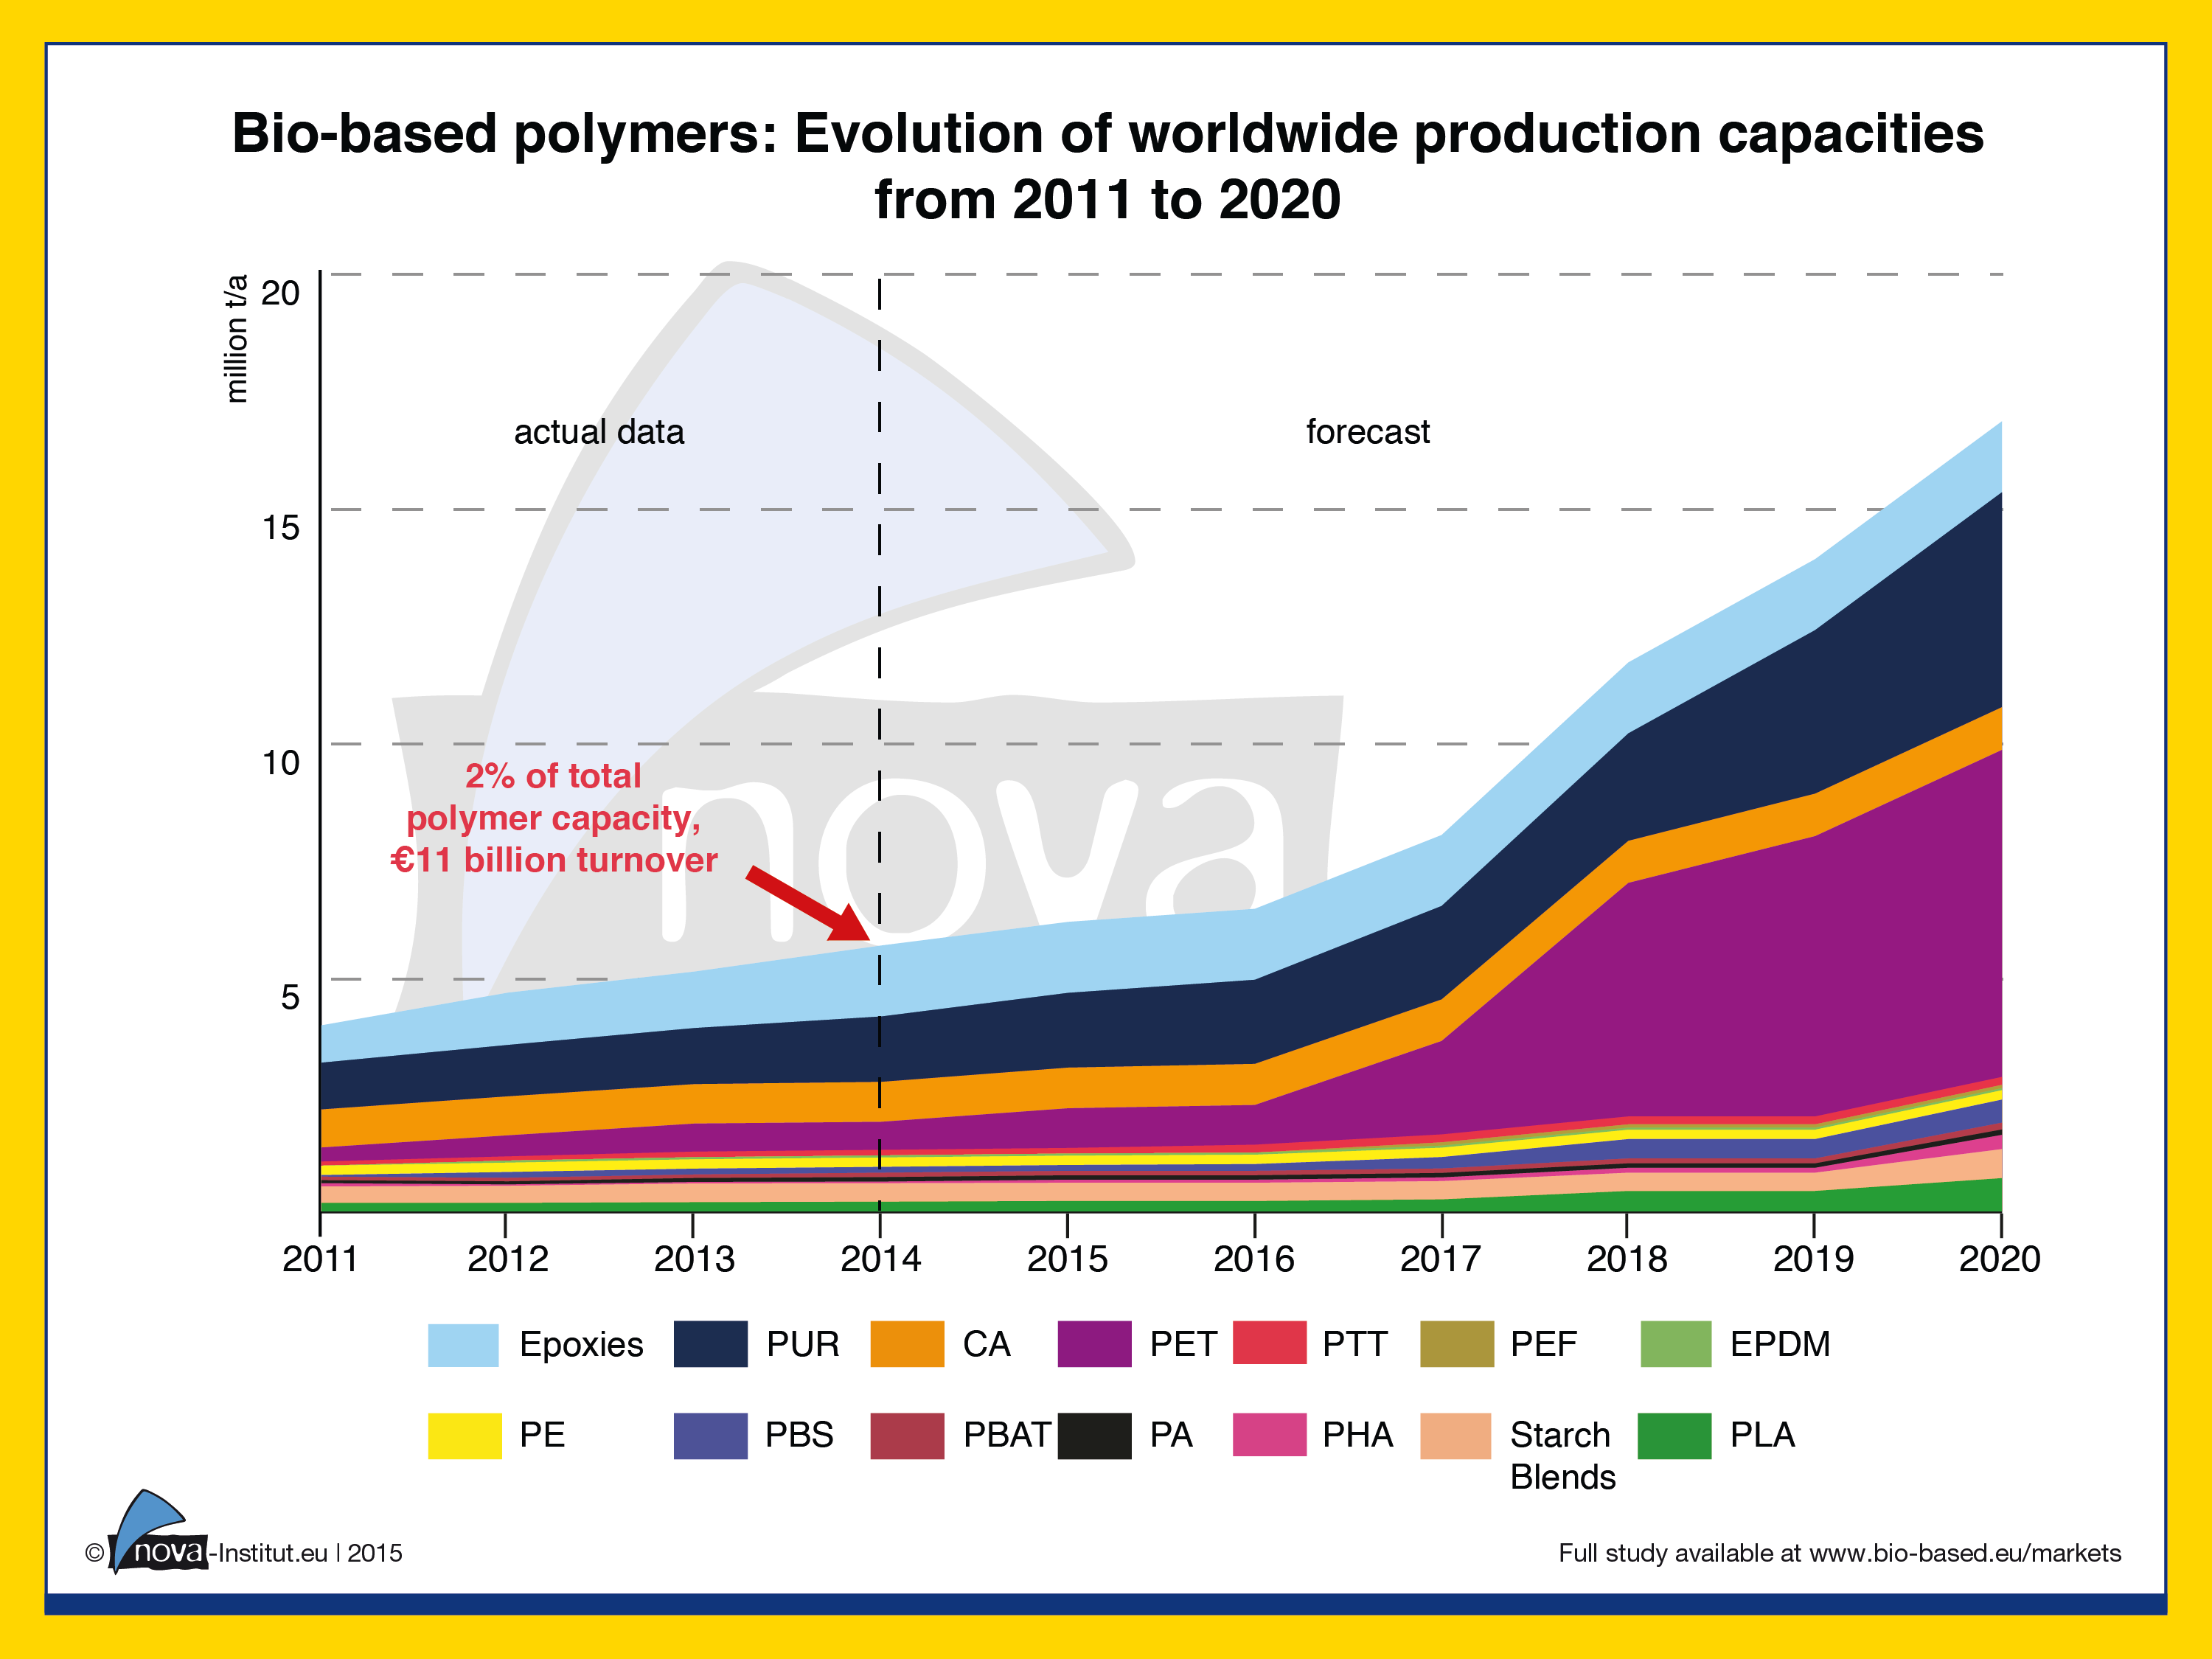 Bio-based polymers: Evolution of worldwide production capacities
from 2011 to 2020
million t/a
20
15
10
5
actual data
forecast
nova
2% of total
polymer capacity,
€11 billion turnover
2011 2012 2013 2014 2015 2016 2017 2018 2019 2020
Epoxies PUR CA PET PTT PEF EPDM
PE PBS PBAT PA PHA Starch PLA
Blends
© nova-Institut.eu | 2015
Full study available at www.bio-based.eu/markets